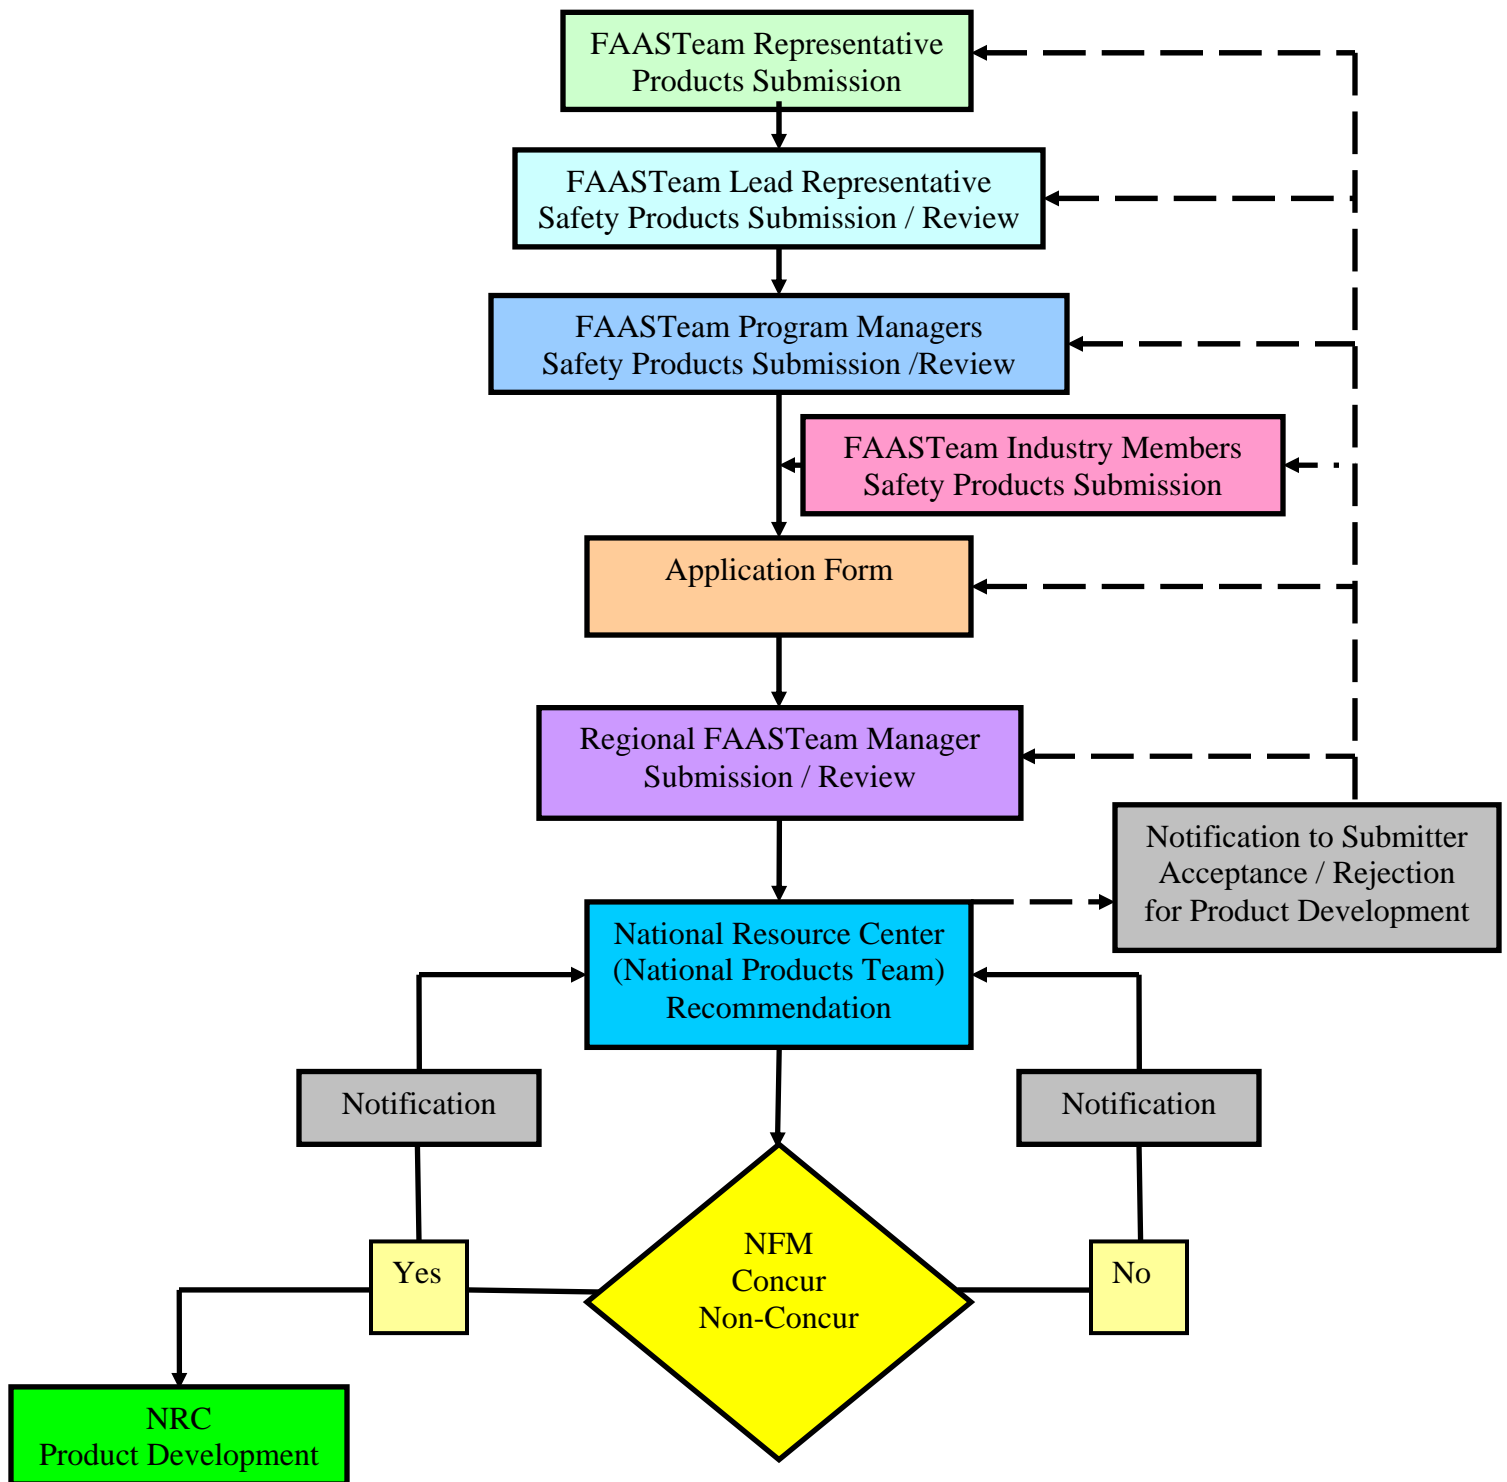 FAASTeam Representative
Products Submission
FAASTeam Lead Representative
Safety Products Submission / Review
FAASTeam Program Managers
Safety Products Submission /Review
FAASTeam Industry Members
Safety Products Submission
Application Form
Regional FAASTeam Manager
Submission / Review
Notification to Submitter
Acceptance / Rejection
for Product Development
National Resource Center
(National Products Team)
Recommendation
Notification
Notification
NFM
Concur
Non-Concur
Yes
No
NRC
Product Development